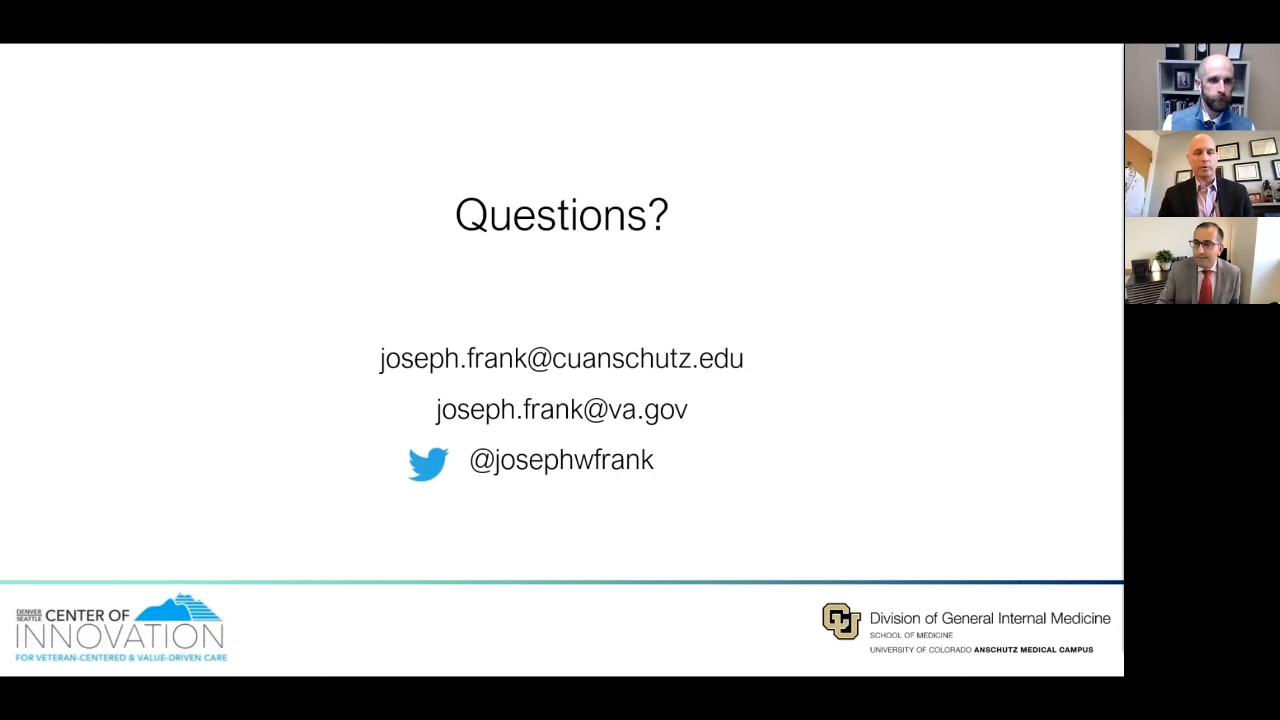 Questions?
joseph.frank@cuanschutz.edu
joseph.frank@va.gov
@josephwfrank
DENVER
SEATTLE
CENTER OF
INNOVATION
FOR VETERAN-CENTERED & VALUE-DRIVEN CARE
CU
Division of General Internal Medicine
SCHOOL OF MEDICINE
UNIVERSITY OF COLORADO ANSCHUTZ MEDICAL CAMPUS